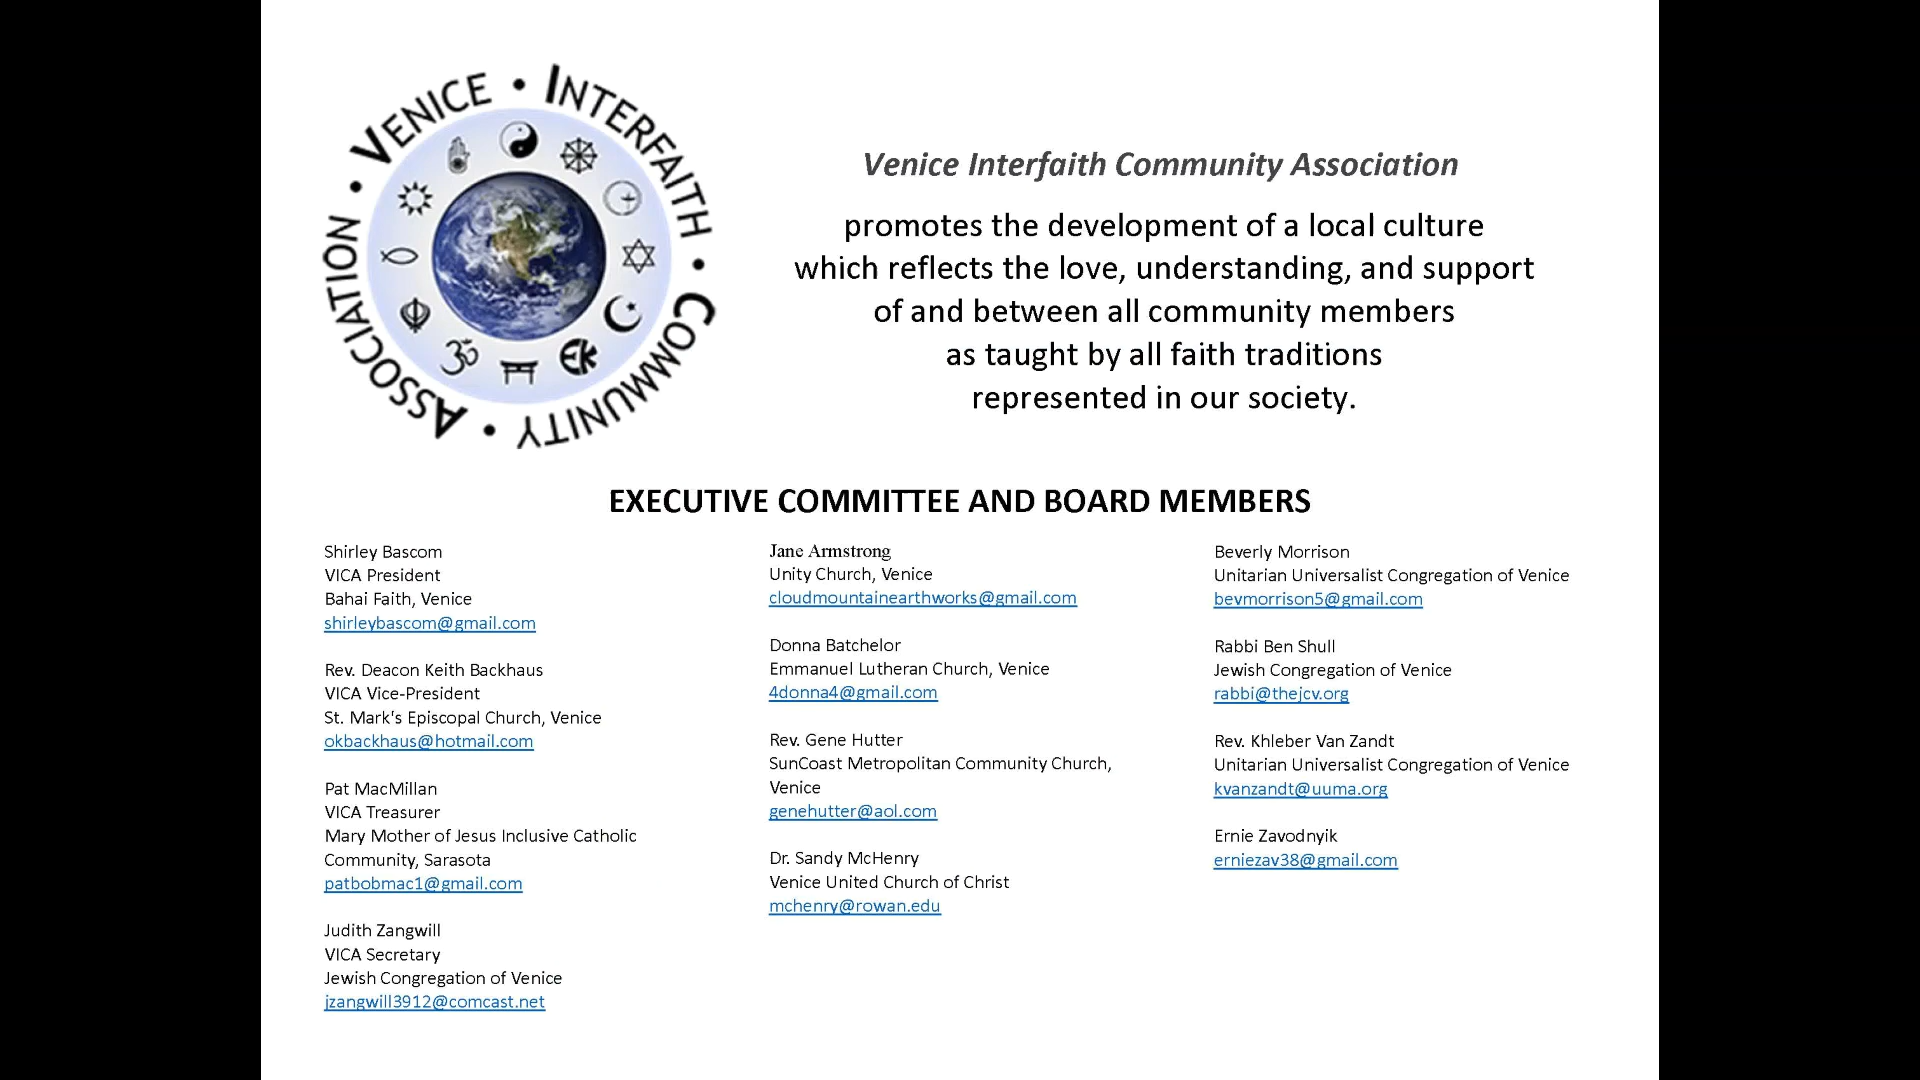 VENICE • INTERFAITH • COMMUNITY • ASSOCIATION •
EK
Venice Interfaith Community Association
promotes the development of a local culture
which reflects the love, understanding, and support
of and between all community members
as taught by all faith traditions
represented in our society.
EXECUTIVE COMMITTEE AND BOARD MEMBERS
Shirley Bascom
VICA President
Bahai Faith, Venice
shirleybascom@gmail.com
Rev. Deacon Keith Backhaus
VICA Vice-President
St. Mark's Episcopal Church, Venice
okbackhaus@hotmail.com
Pat MacMillan
VICA Treasurer
Mary Mother of Jesus Inclusive Catholic
Community, Sarasota
patbobmac1@gmail.com
Judith Zangwill
VICA Secretary
Jewish Congregation of Venice
jzangwill3912@comcast.net
Jane Armstrong
Unity Church, Venice
cloudmountainearthworks@gmail.com
Donna Batchelor
Emmanuel Lutheran Church, Venice
4donna4@gmail.com
Rev. Gene Hutter
SunCoast Metropolitan Community Church,
Venice
genehutter@aol.com
Dr. Sandy McHenry
Venice United Church of Christ
mchenry@rowan.edu
Beverly Morrison
Unitarian Universalist Congregation of Venice
bevmorrison5@gmail.com
Rabbi Ben Shull
Jewish Congregation of Venice
rabbi@thejcv.org
Rev. Khleber Van Zandt
Unitarian Universalist Congregation of Venice
kvanzandt@uuma.org
Ernie Zavodnyik
erniezav38@gmail.com